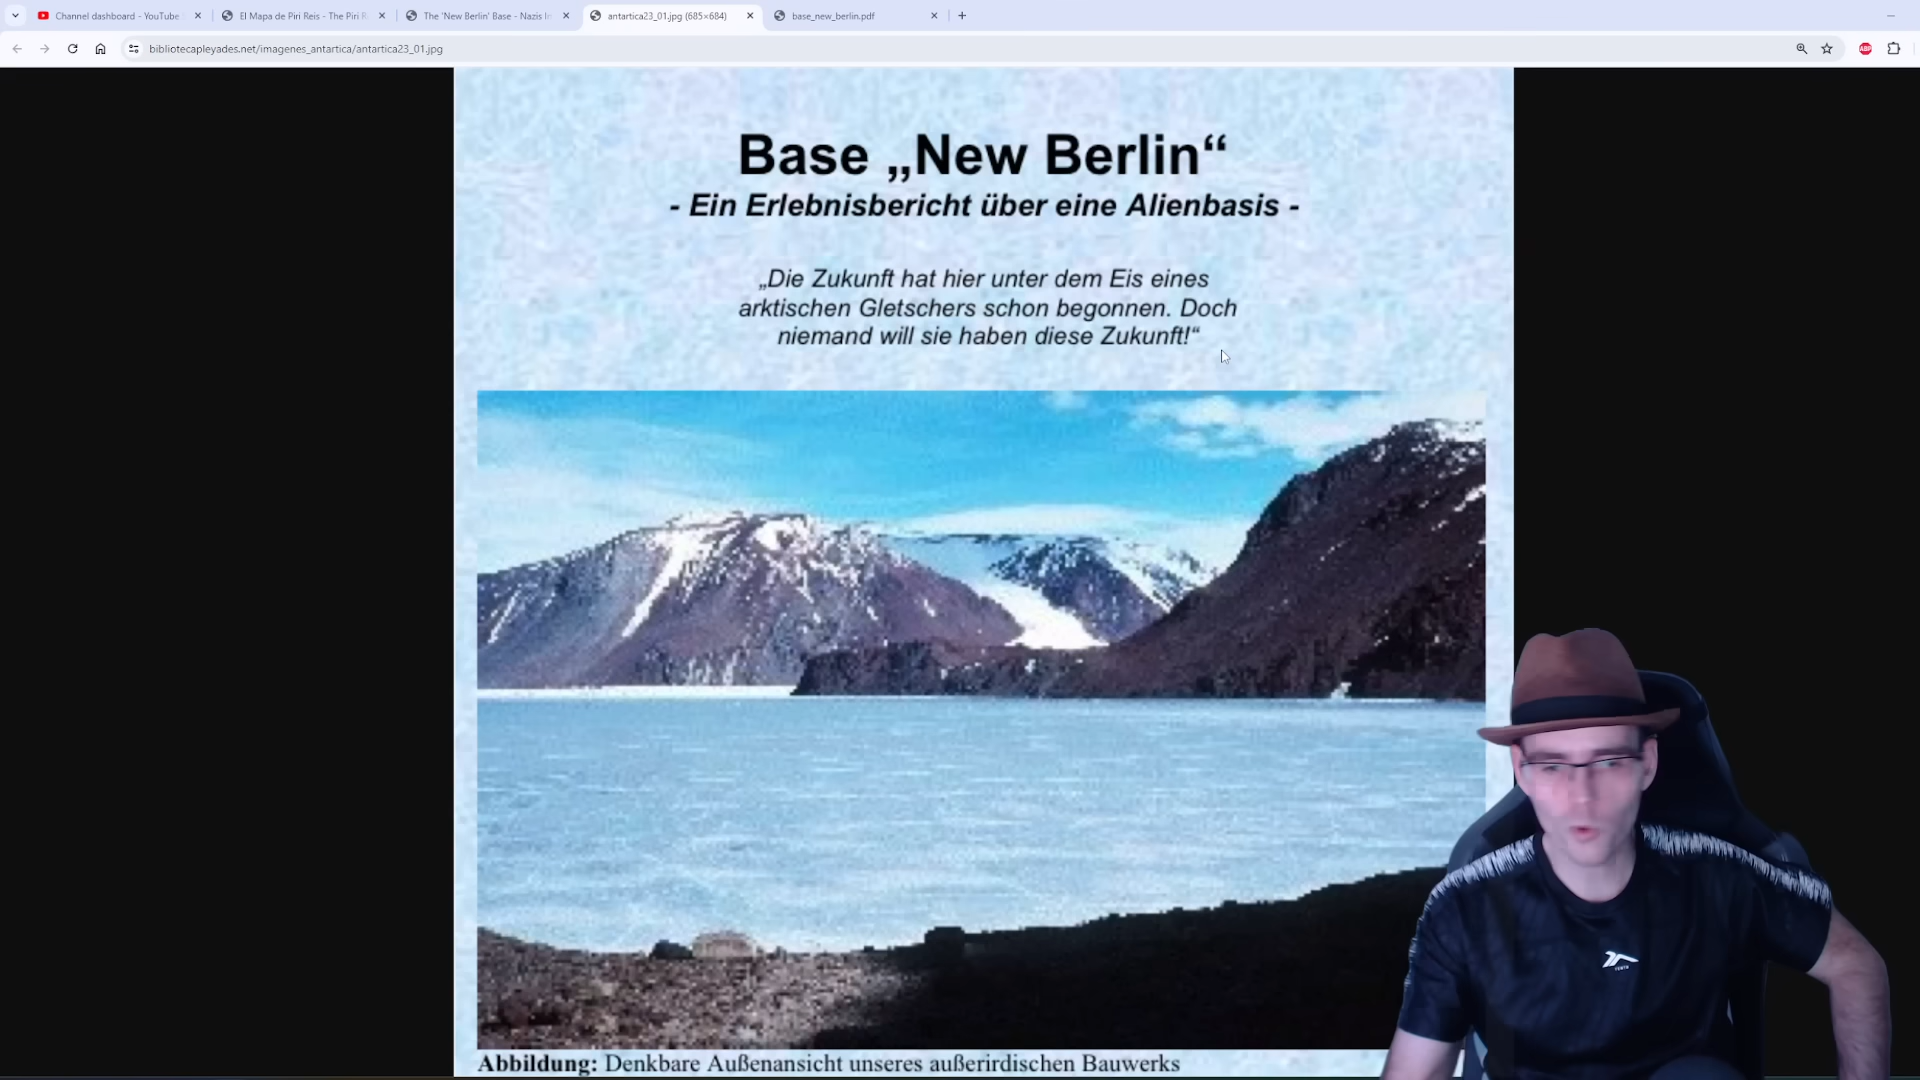 Channel dashboard - YouTube
El Mapa de Piri Reis - The Piri R
The 'New Berlin' Base - Nazis In
antartica23_01.jpg (685×684)
base_new_berlin.pdf
bibliotecapleyades.net/imagenes_antartica/antartica23_01.jpg
ABP
Base „New Berlin“
- Ein Erlebnisbericht über eine Alienbasis -
„Die Zukunft hat hier unter dem Eis eines
arktischen Gletschers schon begonnen. Doch
niemand will sie haben diese Zukunft!“
Abbildung: Denkbare Außenansicht unseres außerirdischen Bauwerks